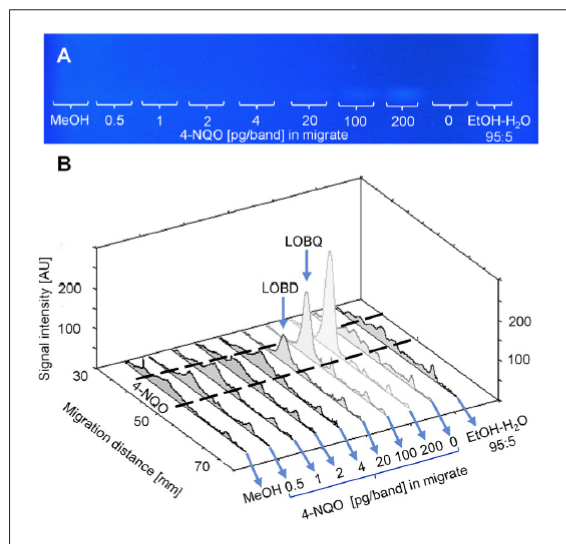 A
MeOH 0.5 1 2 4 20 100 200 0 EtOH-H₂O
4-NQO [pg/band] in migrate 95:5
B
LOBQ
LOBD
Signal intensity [AU]
200
100
200
100
30
50
70
4-NQO
Migration distance [mm]
MeOH 0.5 1 2 4 20 100 200 0 EtOH-H₂O
95:5
4-NQO [pg/band] in migrate